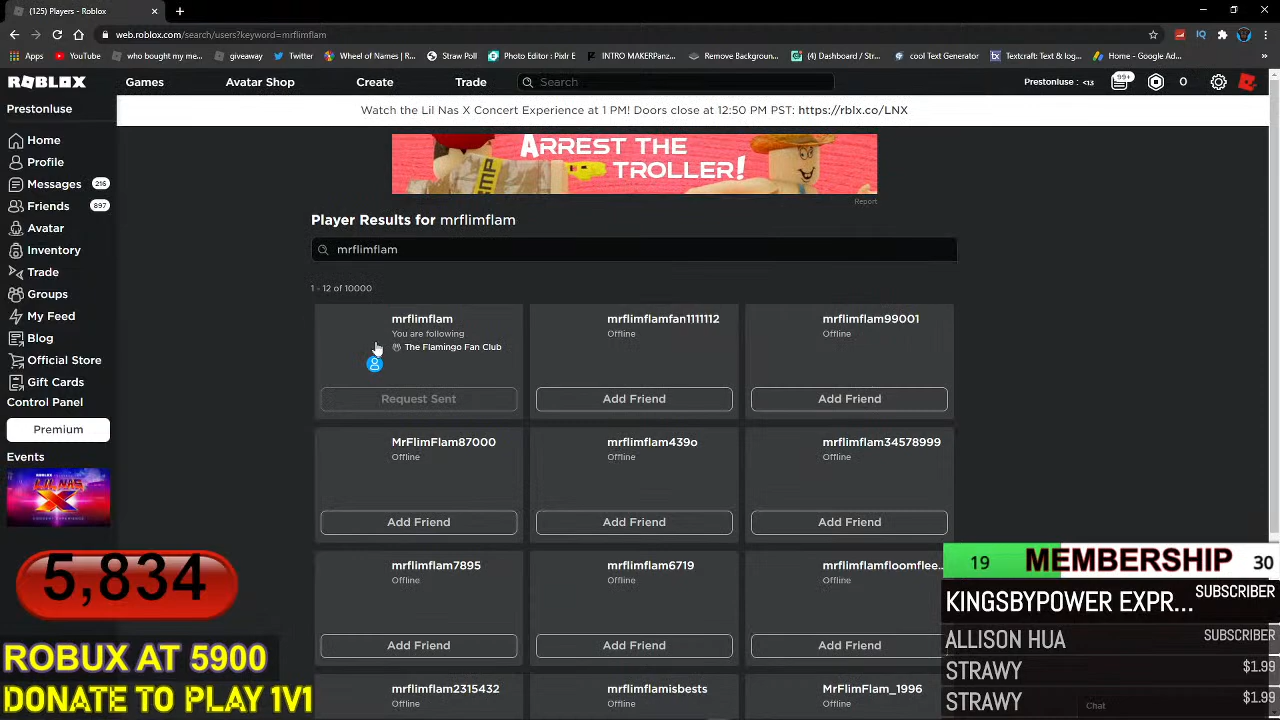 (125) Players - Roblox
web.roblox.com/search/users?keyword=mrflimflam
Apps
YouTube
who bought my me...
giveaway
Twitter
Wheel of Names | R...
Straw Poll
Photo Editor : Pixlr E
INTRO MAKERPanz...
Remove Backgroun...
(4) Dashboard / Str...
cool Text Generator
Textcraft: Text & log...
Home - Google Ad...
ROBLOX
Games
Avatar Shop
Create
Trade
Search
Prestonluse : <13
99+
0
Prestonluse
Watch the Lil Nas X Concert Experience at 1 PM! Doors close at 12:50 PM PST: https://rblx.co/LNX
Home
Profile
Messages 216
Friends 897
Avatar
Inventory
Trade
Groups
My Feed
Blog
Official Store
Gift Cards
Control Panel
Premium
Events
ROBLOX
LIL NAS
X
CONCERT EXPERIENCE
ARREST THE
TROLLER!
Report
Player Results for mrflimflam
mrflimflam
1 - 12 of 10000
mrflimflam
You are following
The Flamingo Fan Club
Request Sent
mrflimflamfan1111112
Offline
Add Friend
mrflimflam99001
Offline
Add Friend
MrFlimFlam87000
Offline
Add Friend
mrflimflam439o
Offline
Add Friend
mrflimflam34578999
Offline
Add Friend
mrflimflam7895
Offline
Add Friend
mrflimflam6719
Offline
Add Friend
mrflimflamfloomflee...
Offline
Add Friend
mrflimflam2315432
Offline
mrflimflamisbests
Offline
MrFlimFlam_1996
Offline
5,834
ROBUX AT 5900
DONATE TO PLAY 1V1
19 MEMBERSHIP 30
KINGSBYPOWER EXPR... SUBSCRIBER
ALLISON HUA SUBSCRIBER
STRAWY $1.99
STRAWY $1.99
Chat